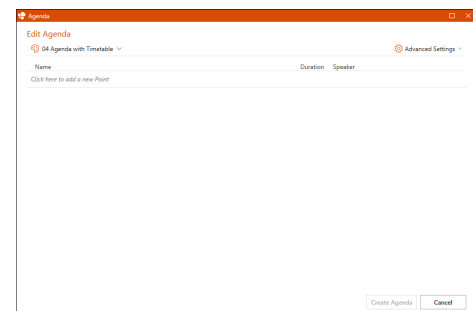 Agenda
Edit Agenda
04 Agenda with Timetable
Advanced Settings
Name Duration Speaker
Click here to add a new Point
Create Agenda Cancel